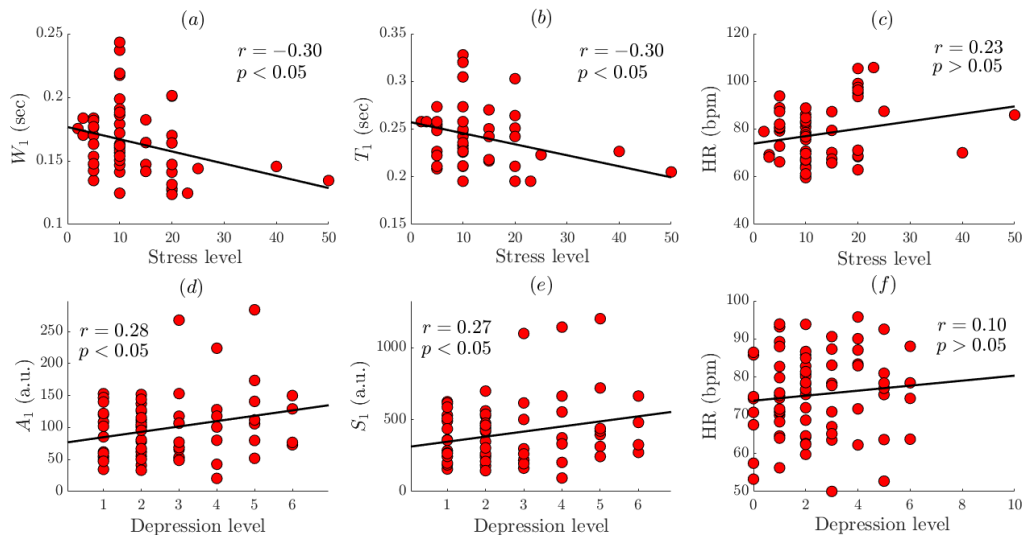 (a)
r = −0.30
p < 0.05
0.25
0.2
0.15
0.1
W₁ (sec)
0 10 20 30 40 50
Stress level
(b)
r = −0.30
p < 0.05
0.35
0.3
0.25
0.2
0.15
T₁ (sec)
0 10 20 30 40 50
Stress level
(c)
r = 0.23
p > 0.05
120
100
80
60
40
HR (bpm)
0 10 20 30 40 50
Stress level
(d)
r = 0.28
p < 0.05
250
200
150
100
50
0
A₁ (a.u.)
1 2 3 4 5 6
Depression level
(e)
r = 0.27
p < 0.05
1000
500
0
S₁ (a.u.)
1 2 3 4 5 6
Depression level
(f)
r = 0.10
p > 0.05
100
90
80
70
60
50
HR (bpm)
0 2 4 6 8 10
Depression level